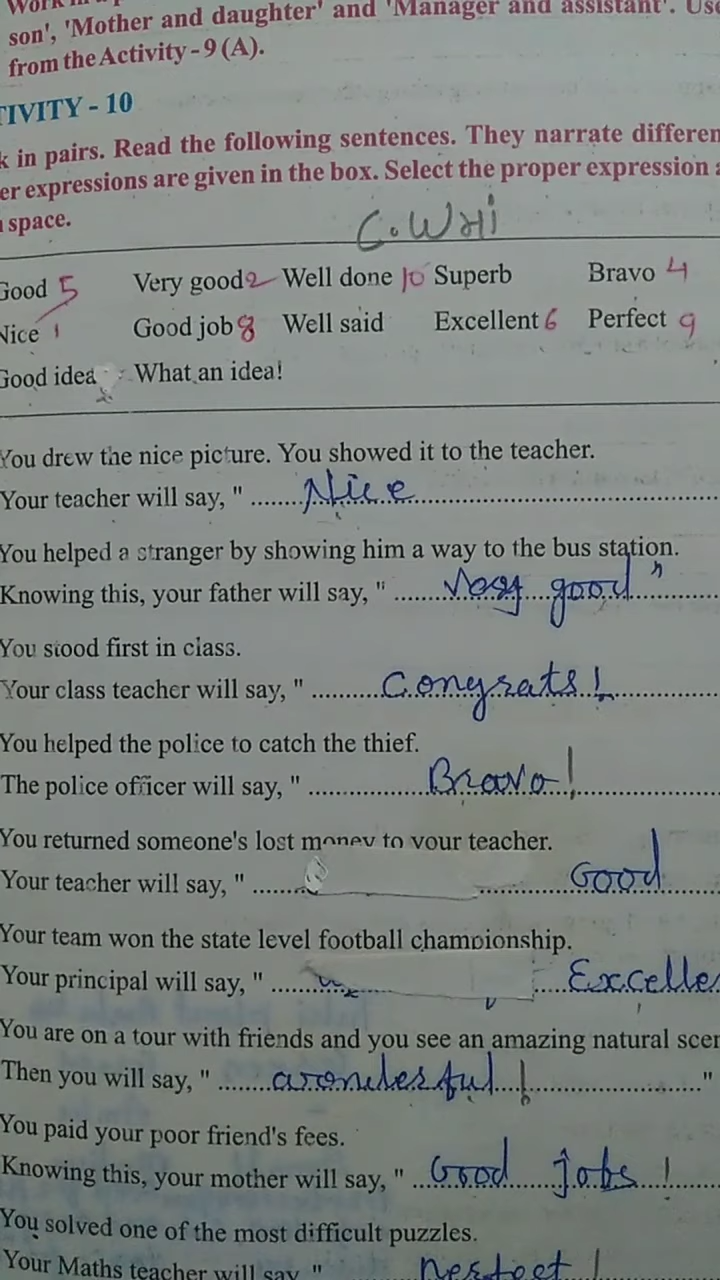 son', 'Mother and daughter' and 'Manager and assistant'. Use
from the Activity - 9 (A).
TIVITY - 10
k in pairs. Read the following sentences. They narrate differen
er expressions are given in the box. Select the proper expression a
space.
C.W માં
Good 5 Very good 2 Well done 10 Superb Bravo 4
Nice 1 Good job 8 Well said Excellent 6 Perfect 9
Good idea What an idea!
You drew the nice picture. You showed it to the teacher.
Your teacher will say, " ....... Nice
You helped a stranger by showing him a way to the bus station.
Knowing this, your father will say, " ...... Very good "
You stood first in class.
Your class teacher will say, " .......... Congrats!
You helped the police to catch the thief.
The police officer will say, " ................. Bravo!
You returned someone's lost money to your teacher.
Your teacher will say, " ........ Good
Your team won the state level football championship.
Your principal will say, " ....... Excelle
You are on a tour with friends and you see an amazing natural scen
Then you will say, " ....... !"
You paid your poor friend's fees.
Knowing this, your mother will say, " ... Good jobs !
You solved one of the most difficult puzzles.
Your Maths teacher will say "